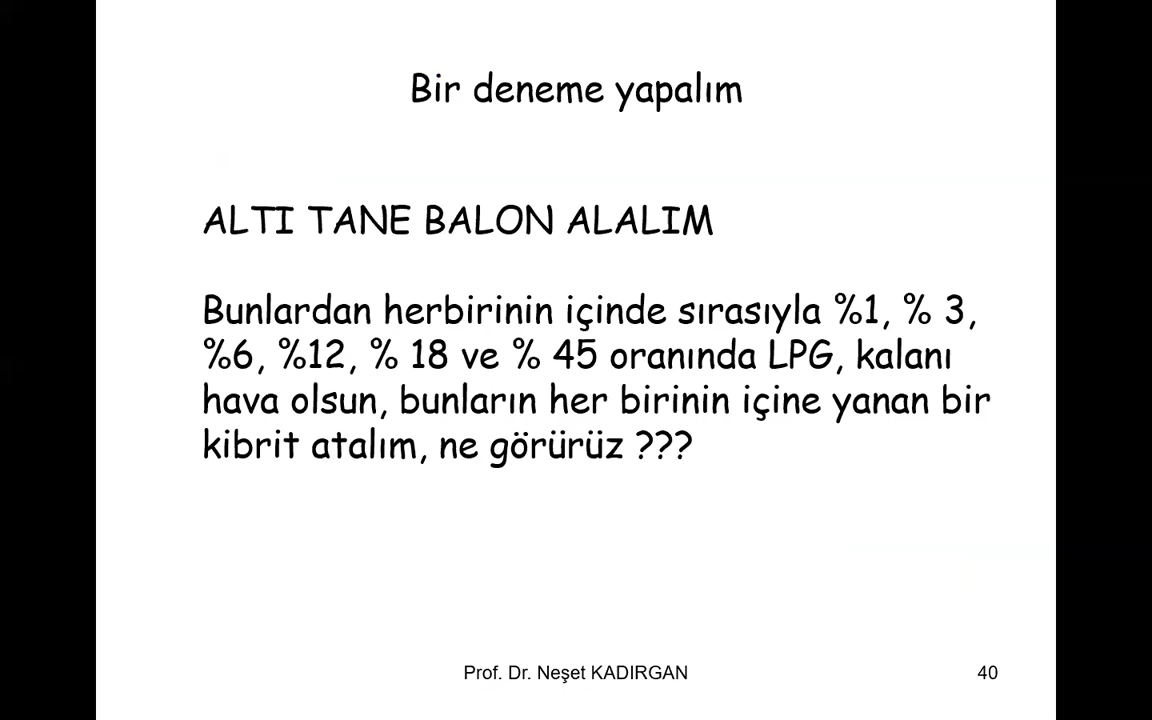 Bir deneme yapalım
ALTI TANE BALON ALALIM
Bunlardan herbirinin içinde sırasıyla %1, % 3,
%6, %12, % 18 ve % 45 oranında LPG, kalanı
hava olsun, bunların her birinin içine yanan bir
kibrit atalım, ne görürüz ???
Prof. Dr. Neşet KADIRGAN
40